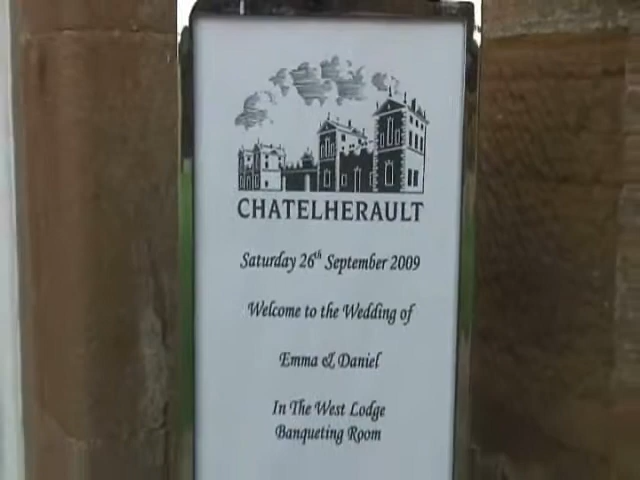 CHATELHERAULT
Saturday 26th September 2009
Welcome to the Wedding of
Emma & Daniel
In The West Lodge
Banqueting Room